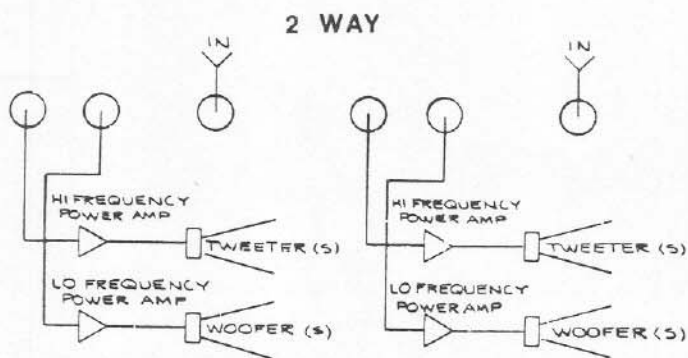 2 WAY
IN
IN
HI FREQUENCY
POWER AMP
TWEETER (S)
LO FREQUENCY
POWER AMP
WOOFER (S)
HI FREQUENCY
POWER AMP
TWEETER (S)
LO FREQUENCY
POWER AMP
WOOFER (S)